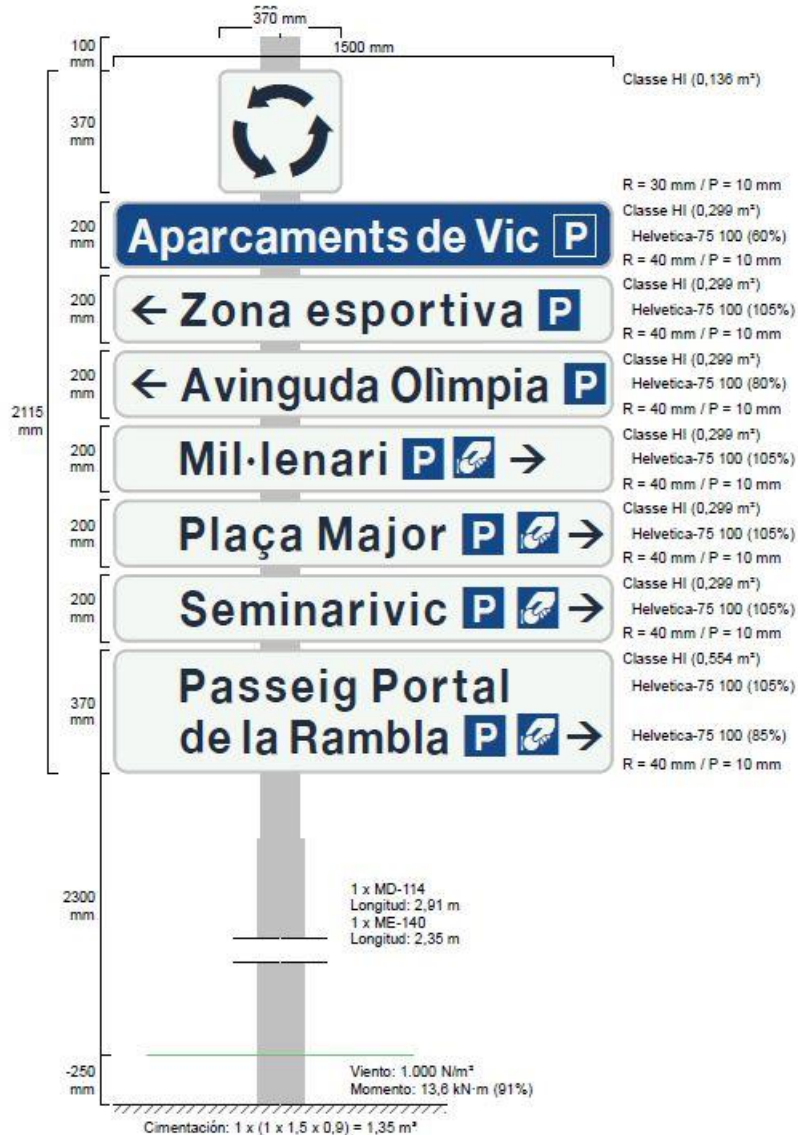 370 mm
100
mm
1500 mm
Classe HI (0,136 m²)
370
mm
R = 30 mm / P = 10 mm
Classe HI (0,299 m²)
200
mm
Aparcaments de Vic P
Helvetica-75 100 (60%)
R = 40 mm / P = 10 mm
Classe HI (0,299 m²)
200
mm
← Zona esportiva P
Helvetica-75 100 (105%)
R = 40 mm / P = 10 mm
Classe HI (0,299 m²)
200
mm
← Avinguda Olìmpia P
Helvetica-75 100 (80%)
R = 40 mm / P = 10 mm
2115
mm
Classe HI (0,299 m²)
200
mm
Mil·lenari P →
Helvetica-75 100 (105%)
R = 40 mm / P = 10 mm
Classe HI (0,299 m²)
200
mm
Plaça Major P →
Helvetica-75 100 (105%)
R = 40 mm / P = 10 mm
Classe HI (0,299 m²)
200
mm
Seminarivic P →
Helvetica-75 100 (105%)
R = 40 mm / P = 10 mm
Classe HI (0,554 m²)
Passeig Portal
Helvetica-75 100 (105%)
370
mm
de la Rambla P →
Helvetica-75 100 (85%)
R = 40 mm / P = 10 mm
2300
mm
1 x MD-114
Longitud: 2,91 m
1 x ME-140
Longitud: 2,35 m
-250
mm
Viento: 1.000 N/m²
Momento: 13,6 kN·m (91%)
Cimentación: 1 x (1 x 1,5 x 0,9) = 1,35 m³